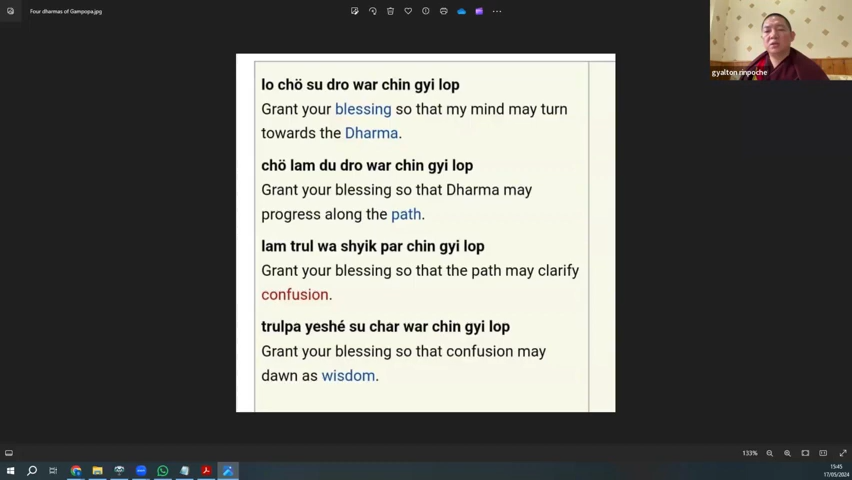 Four dharmas of Gampopa.jpg
gyalton rinpoche
lo chö su dro war chin gyi lop
Grant your blessing so that my mind may turn
towards the Dharma.
chö lam du dro war chin gyi lop
Grant your blessing so that Dharma may
progress along the path.
lam trul wa shyik par chin gyi lop
Grant your blessing so that the path may clarify
confusion.
trulpa yeshé su char war chin gyi lop
Grant your blessing so that confusion may
dawn as wisdom.
133%
15:45
17/05/2024